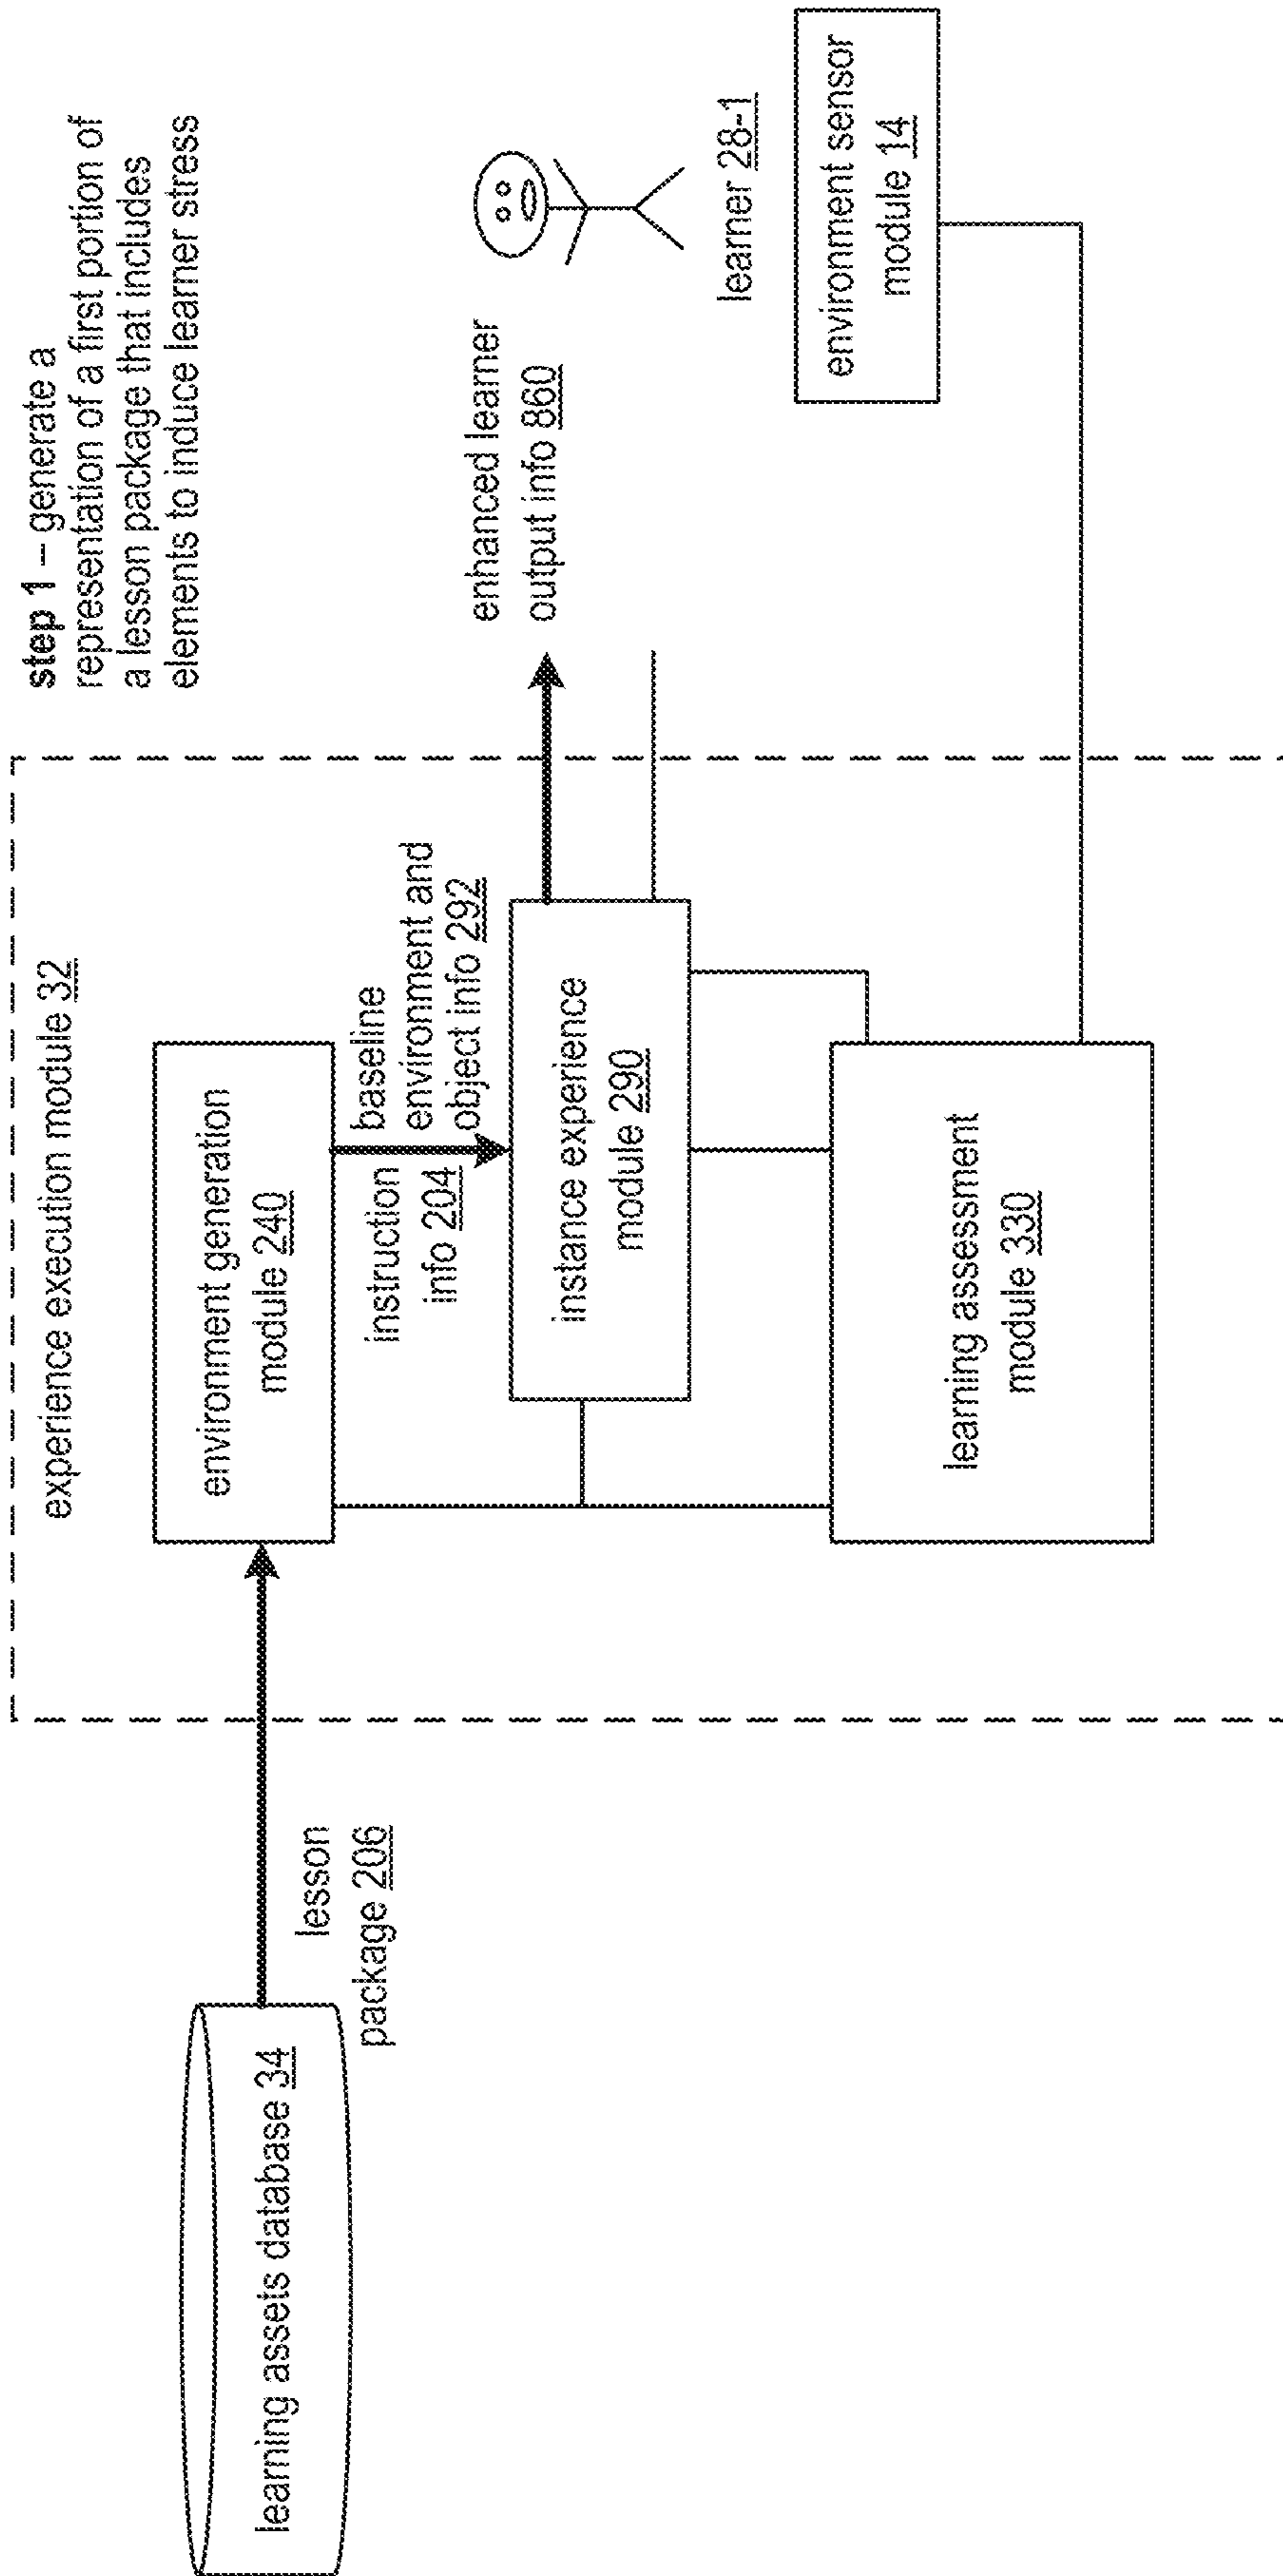 step 1 – generate a
representation of a first portion of
a lesson package that includes
elements to induce learner stress
experience execution module 32
learning assets database 34
lesson
package 206
environment generation
module 240
instruction
info 204
baseline
environment and
object info 292
instance experience
module 290
enhanced learner
output info 860
learner 28-1
environment sensor
module 14
learning assessment
module 330